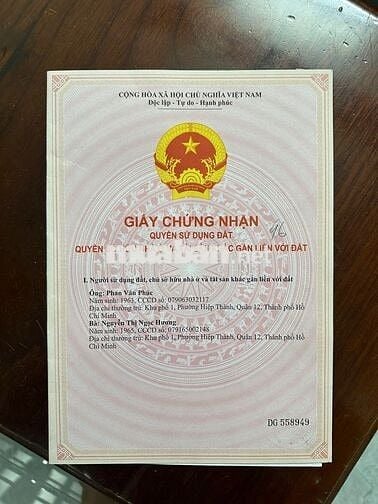 CỘNG HÒA XÃ HỘI CHỦ NGHĨA VIỆT NAM
Độc lập - Tự do - Hạnh phúc
GIẤY CHỨNG NHẬN
QUYỀN SỬ DỤNG ĐẤT
96
QUYỀN GẮN LIỀN VỚI ĐẤT
muaban.net
I. Người sử dụng đất, chủ sở hữu nhà ở và tài sản khác gắn liền với đất
Ông: Phan Văn Phúc
Năm sinh: 1963, CCCD số: 079063032117
Địa chỉ thường trú: Khu phố 1, Phường Hiệp Thành, Quận 12, Thành phố Hồ
Chí Minh
Bà: Nguyễn Thị Ngọc Hương
Năm sinh: 1965, CCCD số: 079165002148
Địa chỉ thường trú: Khu phố 1, Phường Hiệp Thành, Quận 12, Thành phố Hồ
Chí Minh
DG 558949